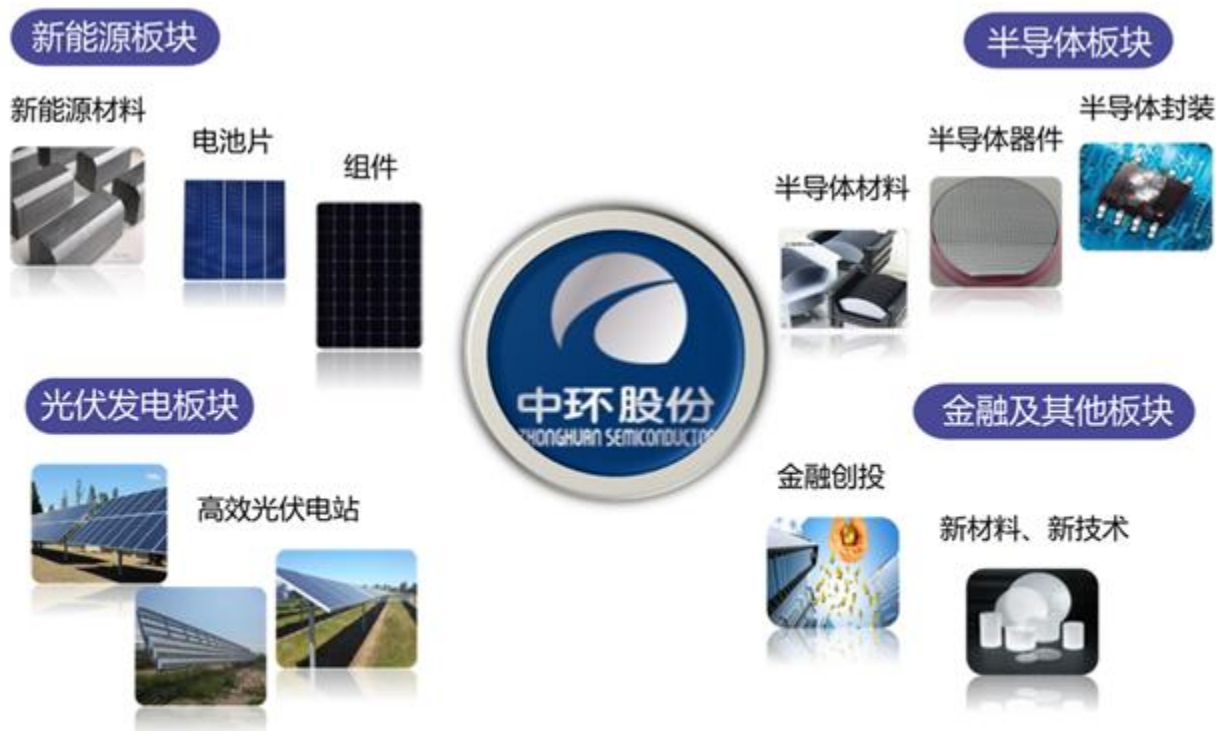 新能源板块
新能源材料
电池片
组件
半导体板块
半导体封装
半导体器件
半导体材料
中环股份
ZHONGHUAN SEMICONDUCTOR
光伏发电板块
高效光伏电站
金融及其他板块
金融创投
新材料、新技术